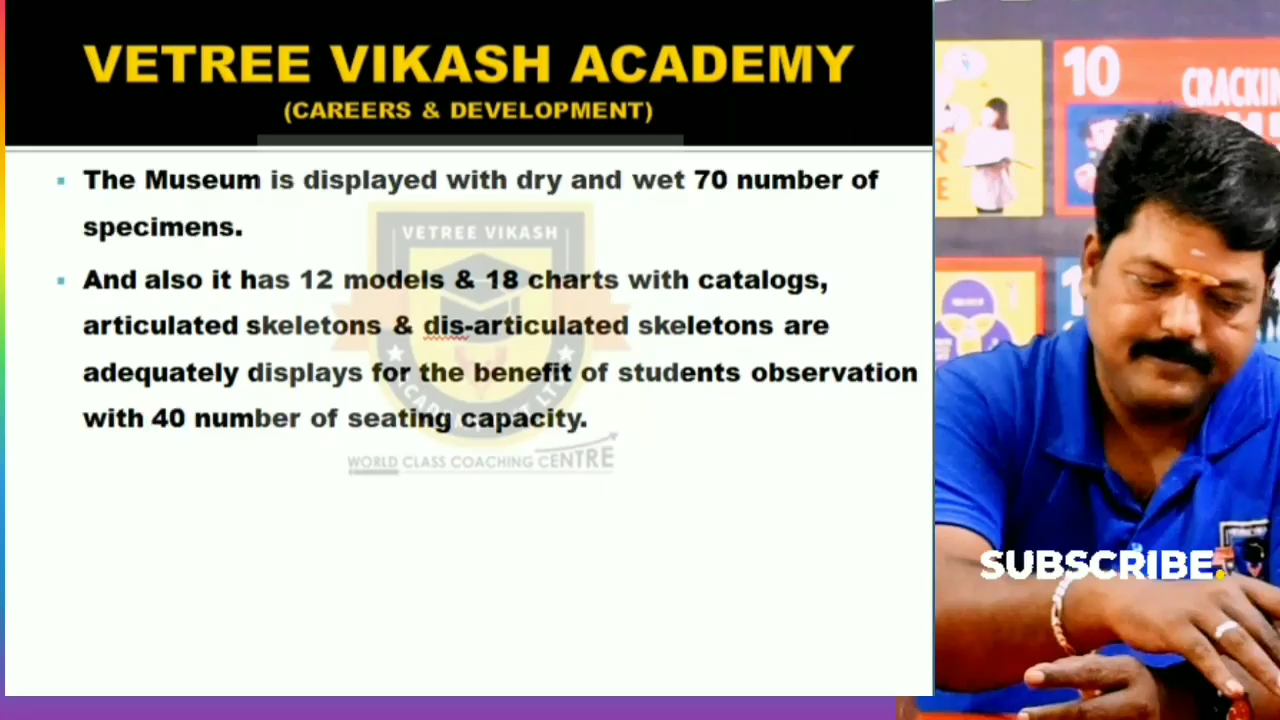 VETREE VIKASH ACADEMY
(CAREERS & DEVELOPMENT)
The Museum is displayed with dry and wet 70 number of
specimens.
And also it has 12 models & 18 charts with catalogs,
articulated skeletons & dis-articulated skeletons are
adequately displays for the benefit of students observation
with 40 number of seating capacity.
VETREE VIKASH
WORLD CLASS COACHING CENTRE
10
CRACKIN
SUBSCRIBE.